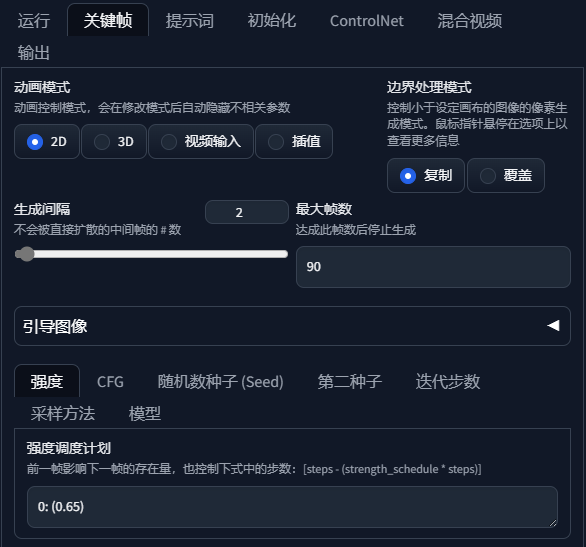 运行 关键帧 提示词 初始化 ControlNet 混合视频
输出
动画模式
动画控制模式，会在修改模式后自动隐藏不相关参数
2D 3D 视频输入 插值
边界处理模式
控制小于设定画布的图像的像素生
成模式。鼠标指针悬停在选项上以
查看更多信息
复制 覆盖
生成间隔 2
不会被直接扩散的中间帧的 # 数
最大帧数
达成此帧数后停止生成
90
引导图像 ◀
强度 CFG 随机数种子 (Seed) 第二种子 迭代步数
采样方法 模型
强度调度计划
前一帧影响下一帧的存在量，也控制下式中的步数：[steps - (strength_schedule * steps)]
0: (0.65)